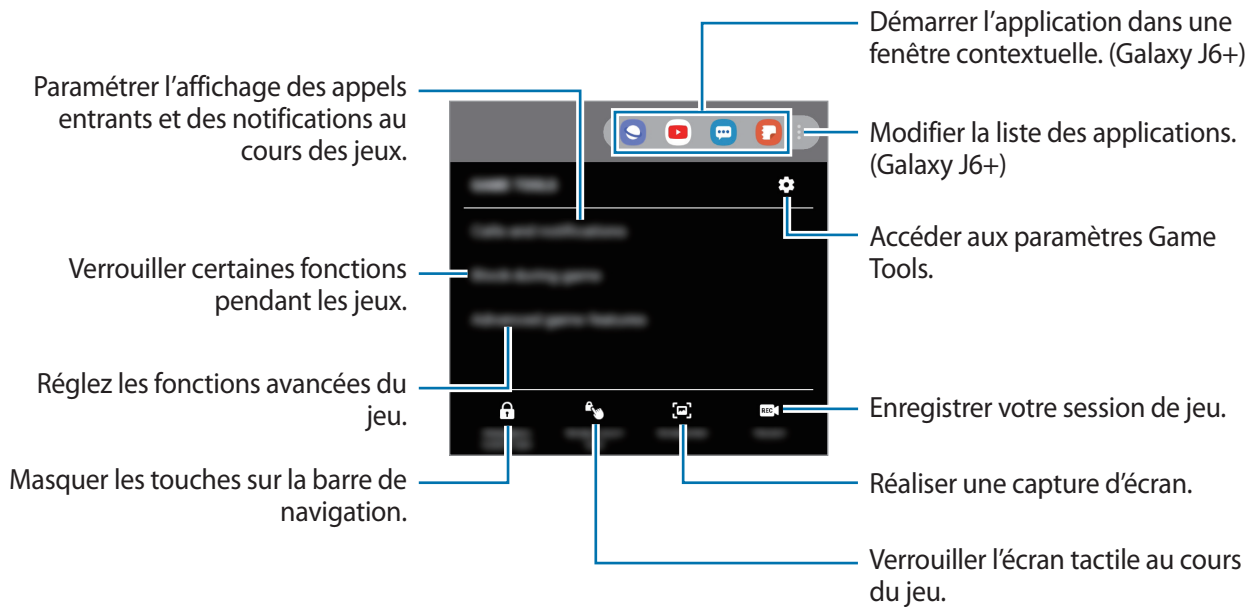 Démarrer l'application dans une
fenêtre contextuelle. (Galaxy J6+)
Paramétrer l'affichage des appels
entrants et des notifications au
cours des jeux.
Modifier la liste des applications.
(Galaxy J6+)
Accéder aux paramètres Game
Tools.
Verrouiller certaines fonctions
pendant les jeux.
Réglez les fonctions avancées du
jeu.
REC
Enregistrer votre session de jeu.
Masquer les touches sur la barre de
navigation.
Réaliser une capture d'écran.
Verrouiller l'écran tactile au cours
du jeu.